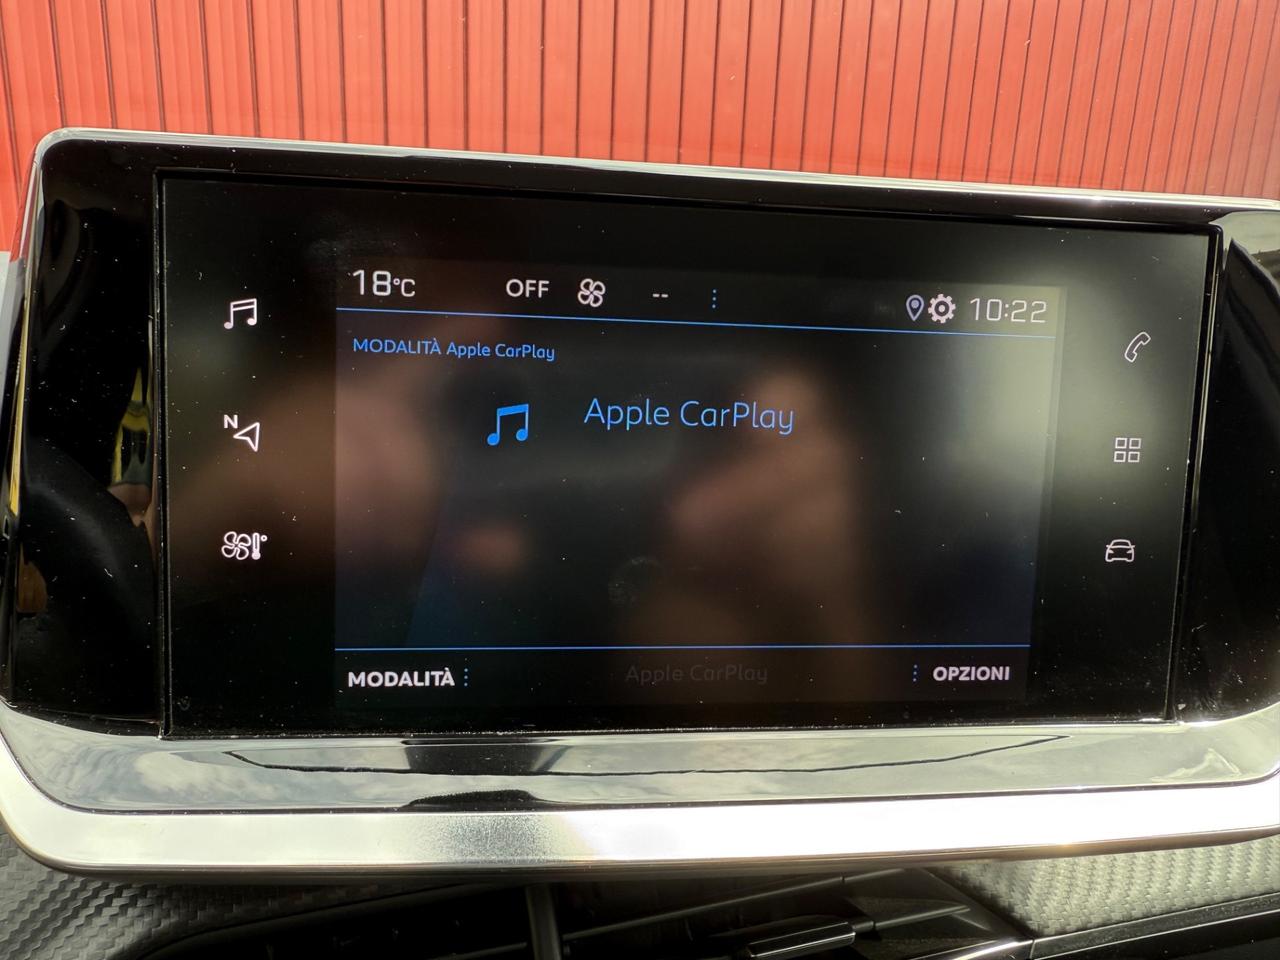 18°C OFF -- 10:22
MODALITÀ Apple CarPlay
Apple CarPlay
N
MODALITÀ
Apple CarPlay
OPZIONI